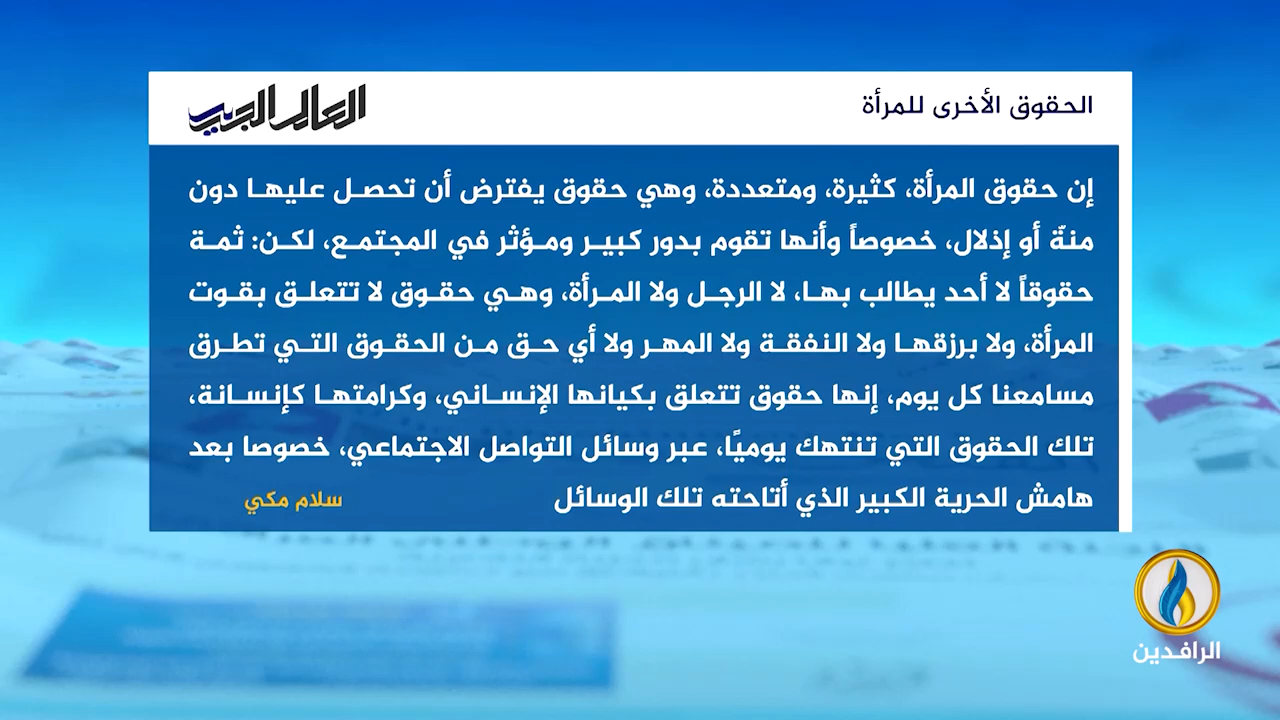 الحقوق الأخرى للمرأة
العالم الجديد
إن حقوق المرأة، كثيرة، ومتعددة، وهي حقوق يفترض أن تحصل عليها دون
منّة أو إذلال، خصوصاً وأنها تقوم بدور كبير ومؤثر في المجتمع، لكن: ثمة
حقوقاً لا أحد يطالب بها، لا الرجل ولا المرأة، وهي حقوق لا تتعلق بقوت
المرأة، ولا برزقها ولا النفقة ولا المهر ولا أي حق من الحقوق التي تطرق
مسامعنا كل يوم، إنها حقوق تتعلق بكيانها الإنساني، وكرامتها كإنسانة،
تلك الحقوق التي تنتهك يوميًا، عبر وسائل التواصل الاجتماعي، خصوصا بعد
هامش الحرية الكبير الذي أتاحته تلك الوسائل
سلام مكي
الرافدين